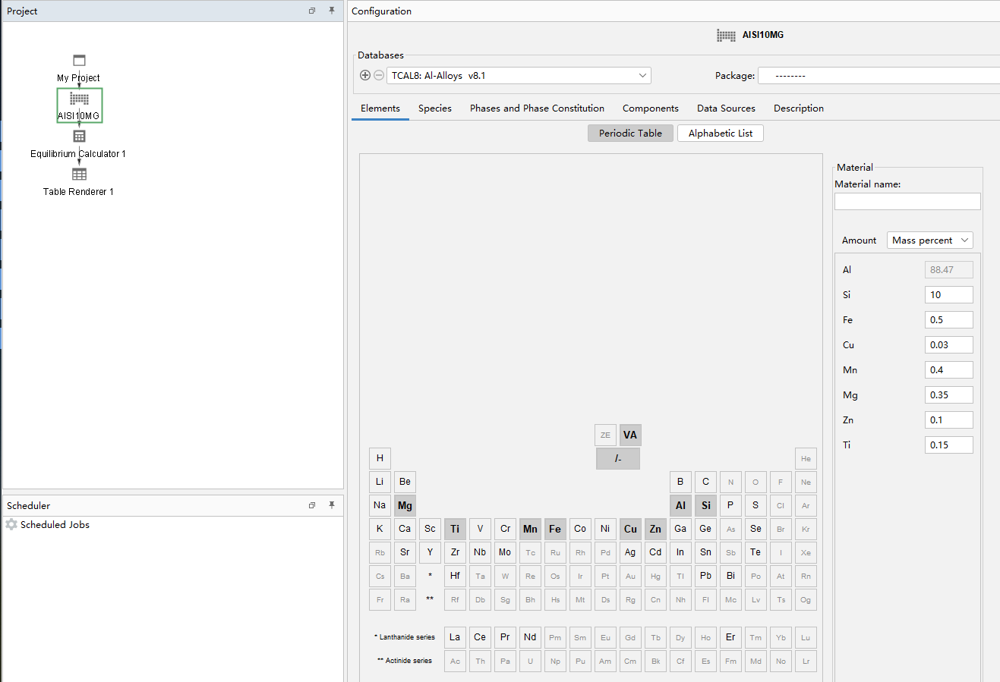 Project
My Project
AISI10MG
Equilibrium Calculator 1
Table Renderer 1
Scheduler
Scheduled Jobs
Configuration
AISI10MG
Databases
TCAL8: Al-Alloys v8.1
Package: --------
Elements Species Phases and Phase Constitution Components Data Sources Description
Periodic Table Alphabetic List
ZE VA
/-
H He
Li Be B C N O F Ne
Na Mg Al Si P S Cl Ar
K Ca Sc Ti V Cr Mn Fe Co Ni Cu Zn Ga Ge As Se Br Kr
Rb Sr Y Zr Nb Mo Tc Ru Rh Pd Ag Cd In Sn Sb Te I Xe
Cs Ba * Hf Ta W Re Os Ir Pt Au Hg Tl Pb Bi Po At Rn
Fr Ra ** Rf Db Sg Bh Hs Mt Ds Rg Cn Nh Fl Mc Lv Ts Og
* Lanthanide series La Ce Pr Nd Pm Sm Eu Gd Tb Dy Ho Er Tm Yb Lu
** Actinide series Ac Th Pa U Np Pu Am Cm Bk Cf Es Fm Md No Lr
Material
Material name:
Amount Mass percent
Al 88.47
Si 10
Fe 0.5
Cu 0.03
Mn 0.4
Mg 0.35
Zn 0.1
Ti 0.15